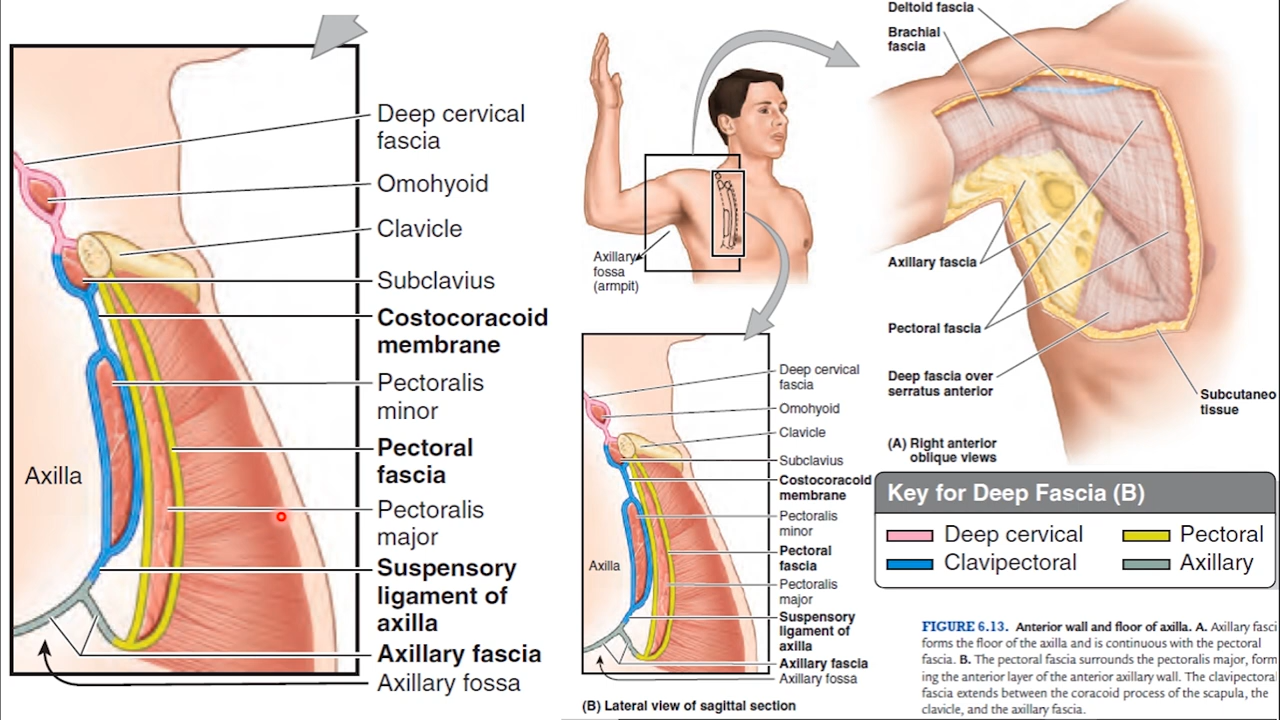 Deep cervical
fascia
Omohyoid
Clavicle
Subclavius
Costocoracoid
membrane
Pectoralis
minor
Pectoral
fascia
Axilla
Pectoralis
major
Suspensory
ligament of
axilla
Axillary fascia
Axillary fossa
Axillary
fossa
(armpit)
Deep cervical
fascia
Omohyoid
Clavicle
Subclavius
Costocoracoid
membrane
Pectoralis
minor
Pectoral
fascia
Axilla
Pectoralis
major
Suspensory
ligament of
axilla
Axillary fascia
Axillary fossa
(B) Lateral view of sagittal section
Deltoid fascia
Brachial
fascia
Axillary fascia
Pectoral fascia
Deep fascia over
serratus anterior
Subcutaneo
tissue
(A) Right anterior
oblique views
Key for Deep Fascia (B)
Deep cervical
Pectoral
Clavipectoral
Axillary
FIGURE 6.13. Anterior wall and floor of axilla. A. Axillary fasci
forms the floor of the axilla and is continuous with the pectoral
fascia. B. The pectoral fascia surrounds the pectoralis major, form
ing the anterior layer of the anterior axillary wall. The clavipectoral
fascia extends between the coracoid process of the scapula, the
clavicle, and the axillary fascia.